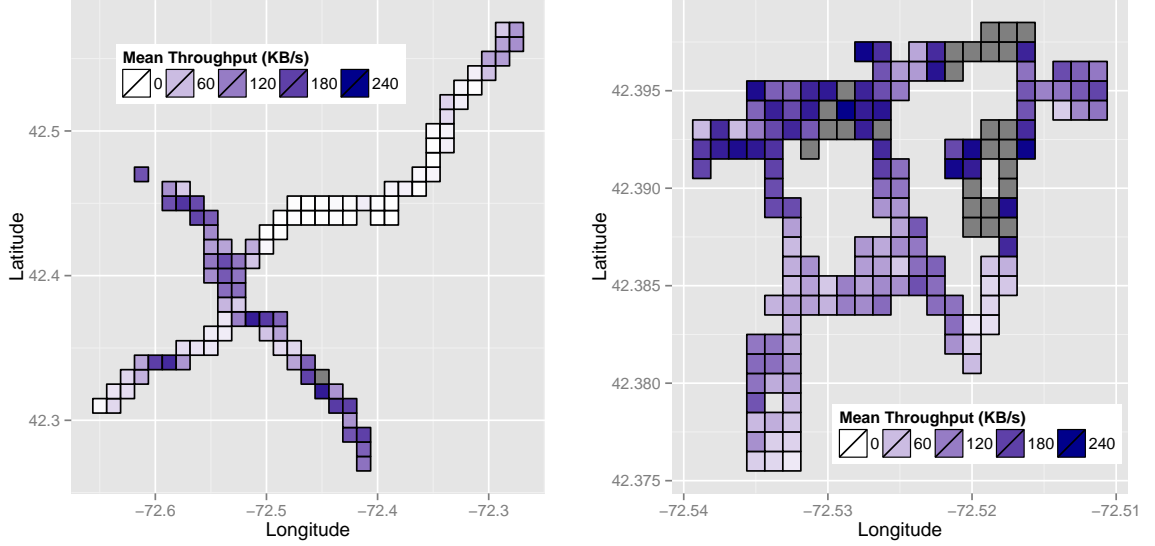 Mean Throughput (KB/s)
0 60 120 180 240
42.5
42.4
42.3
Latitude
−72.6 −72.5 −72.4 −72.3
Longitude
42.395
42.390
42.385
42.380
42.375
Latitude
Mean Throughput (KB/s)
0 60 120 180 240
−72.54 −72.53 −72.52 −72.51
Longitude